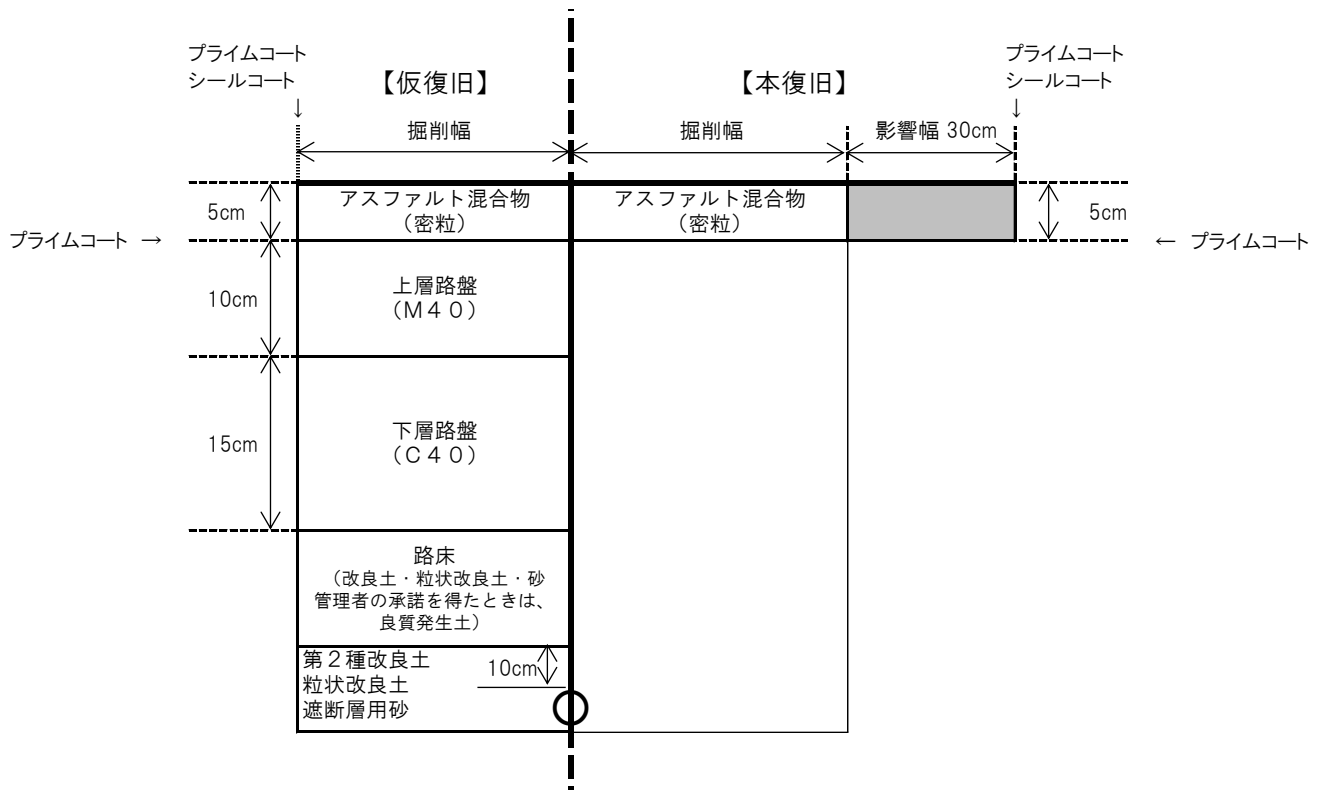 プライムコート
シールコート
↓
【仮復旧】
【本復旧】
プライムコート
シールコート
↓
掘削幅
掘削幅
影響幅 30cm
5cm
アスファルト混合物
（密粒）
アスファルト混合物
（密粒）
5cm
プライムコート →
← プライムコート
10cm
上層路盤
（M４０）
15cm
下層路盤
（C４０）
路床
（改良土・粒状改良土・砂
管理者の承諾を得たときは、
良質発生土）
第２種改良土
粒状改良土
遮断層用砂
10cm